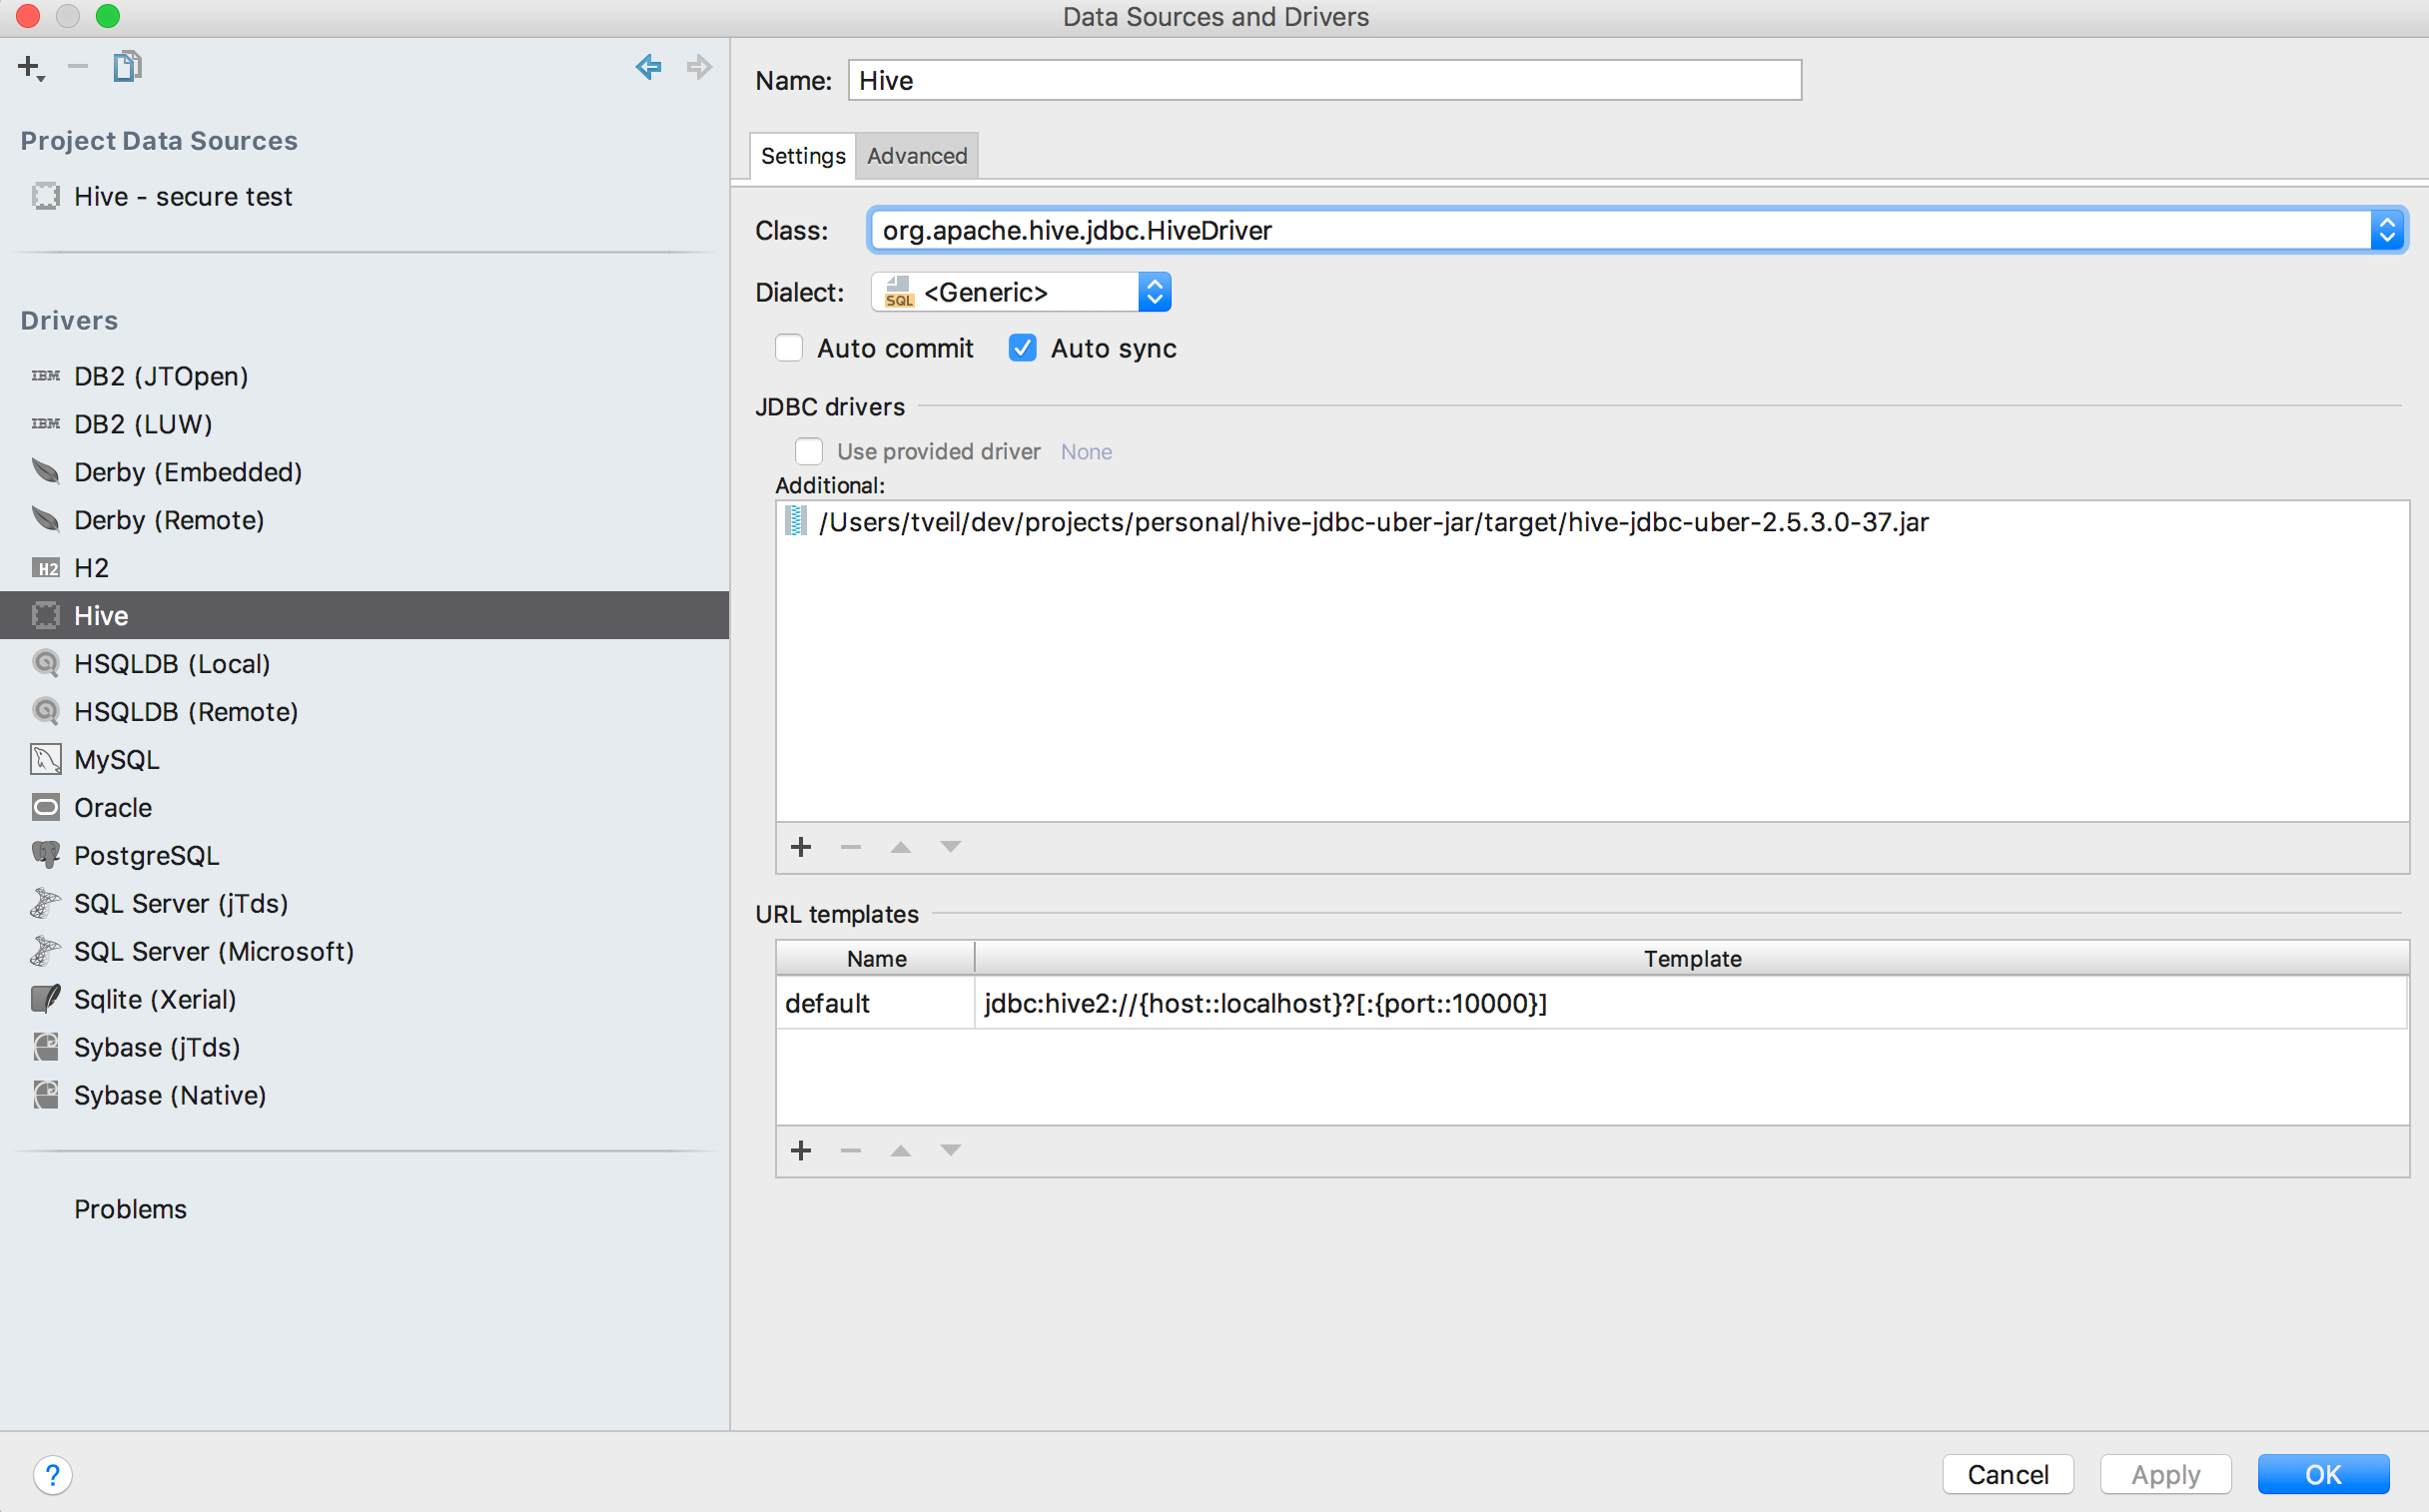 Data Sources and Drivers
Project Data Sources
Hive - secure test
Drivers
IBM DB2 (JTOpen)
IBM DB2 (LUW)
Derby (Embedded)
Derby (Remote)
H2 H2
Hive
HSQLDB (Local)
HSQLDB (Remote)
MySQL
Oracle
PostgreSQL
SQL Server (jTds)
SQL Server (Microsoft)
Sqlite (Xerial)
Sybase (jTds)
Sybase (Native)
Problems
Name: Hive
Settings Advanced
Class: org.apache.hive.jdbc.HiveDriver
Dialect: SQL <Generic>
Auto commit Auto sync
JDBC drivers
Use provided driver None
Additional:
/Users/tveil/dev/projects/personal/hive-jdbc-uber-jar/target/hive-jdbc-uber-2.5.3.0-37.jar
URL templates
Name Template
default jdbc:hive2://{host::localhost}?[:{port::10000}]
? Cancel Apply OK